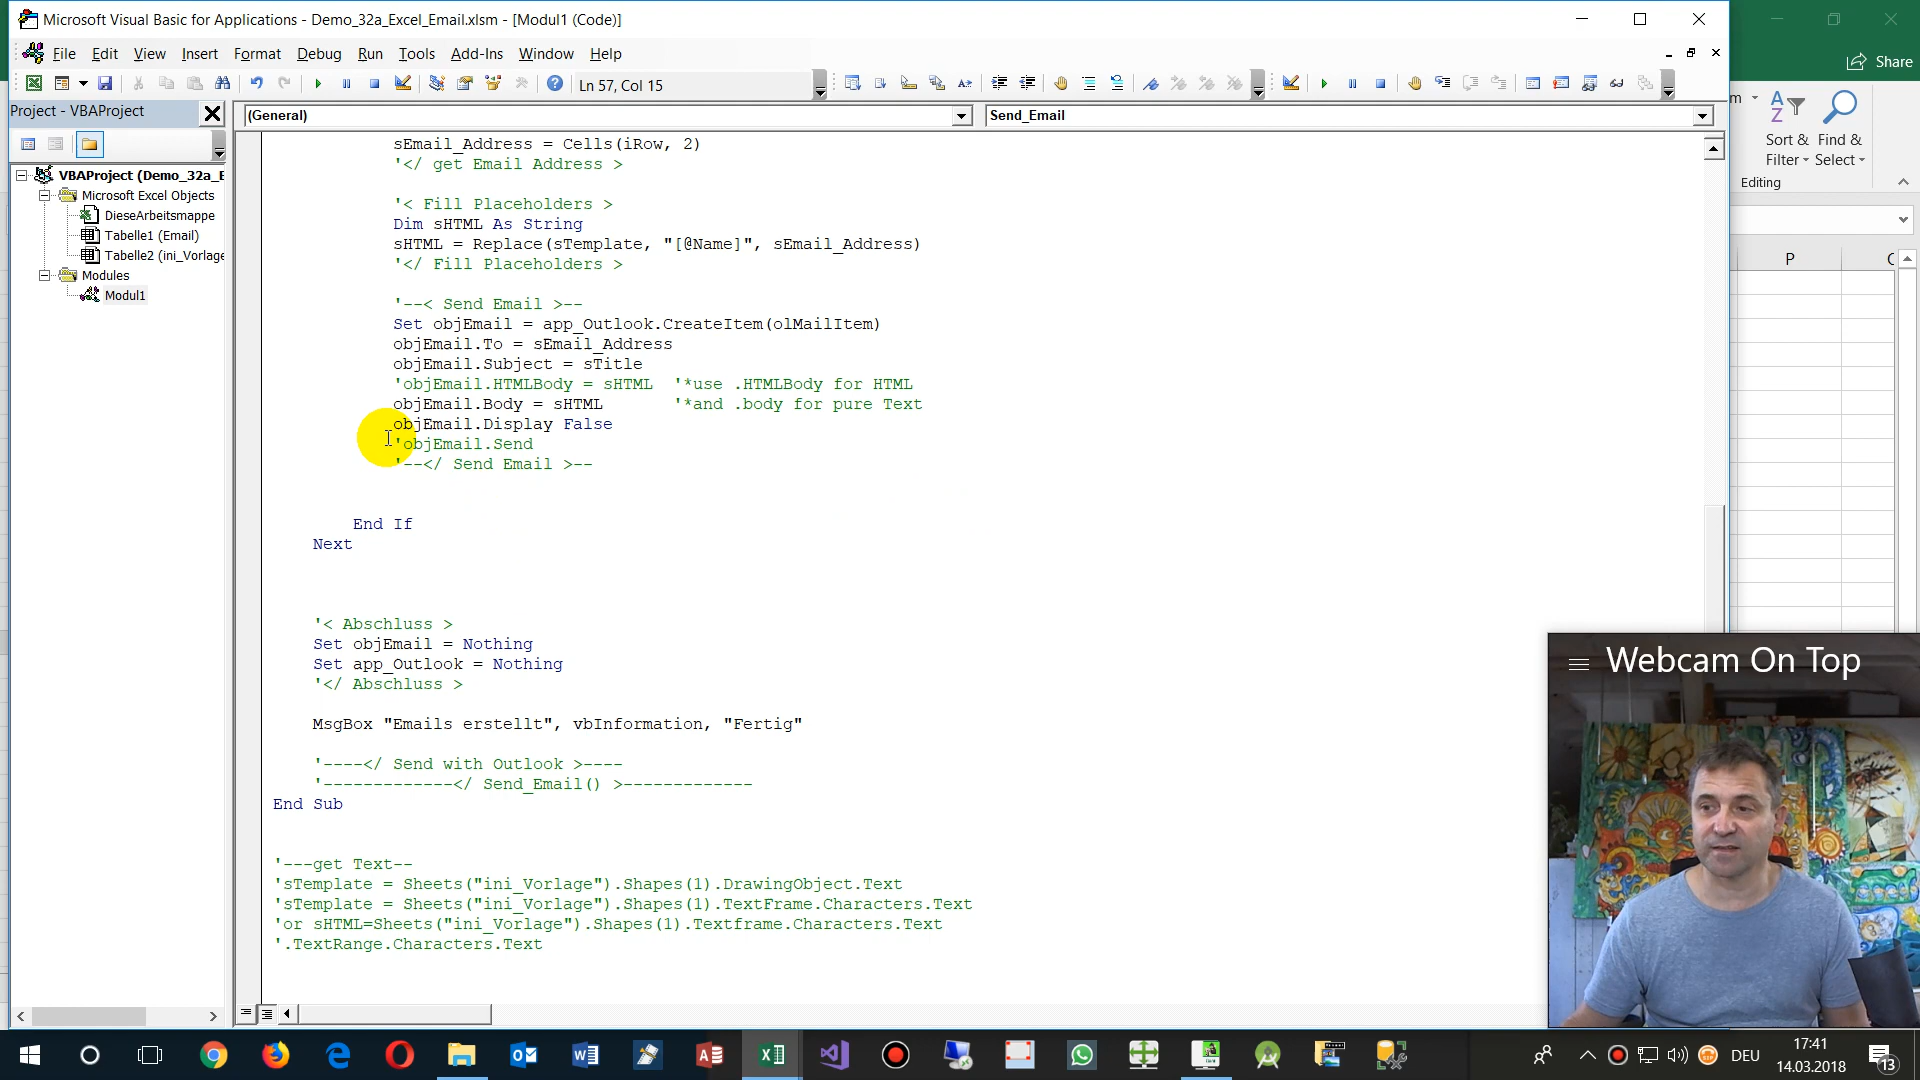 Microsoft Visual Basic for Applications - Demo_32a_Excel_Email.xlsm - [Modul1 (Code)]
File Edit View Insert Format Debug Run Tools Add-Ins Window Help
Share
Ln 57, Col 15
Project - VBAProject
(General)
Send_Email
Sort & Filter
Find & Select
Editing
VBAProject (Demo_32a_E
Microsoft Excel Objects
DieseArbeitsmappe
Tabelle1 (Email)
Tabelle2 (ini_Vorlage
Modules
Modul1
P
sEmail_Address = Cells(iRow, 2)
'</ get Email Address >
'< Fill Placeholders >
Dim sHTML As String
sHTML = Replace(sTemplate, "[@Name]", sEmail_Address)
'</ Fill Placeholders >
'--< Send Email >--
Set objEmail = app_Outlook.CreateItem(olMailItem)
objEmail.To = sEmail_Address
objEmail.Subject = sTitle
'objEmail.HTMLBody = sHTML '*use .HTMLBody for HTML
objEmail.Body = sHTML '*and .body for pure Text
objEmail.Display False
'objEmail.Send
'--</ Send Email >--
End If
Next
'< Abschluss >
Set objEmail = Nothing
Set app_Outlook = Nothing
'</ Abschluss >
MsgBox "Emails erstellt", vbInformation, "Fertig"
'----</ Send with Outlook >----
'-------------</ Send_Email() >-------------
End Sub
'---get Text--
'sTemplate = Sheets("ini_Vorlage").Shapes(1).DrawingObject.Text
'sTemplate = Sheets("ini_Vorlage").Shapes(1).TextFrame.Characters.Text
'or sHTML=Sheets("ini_Vorlage").Shapes(1).Textframe.Characters.Text
'.TextRange.Characters.Text
Webcam On Top
DEU
17:41
14.03.2018
13